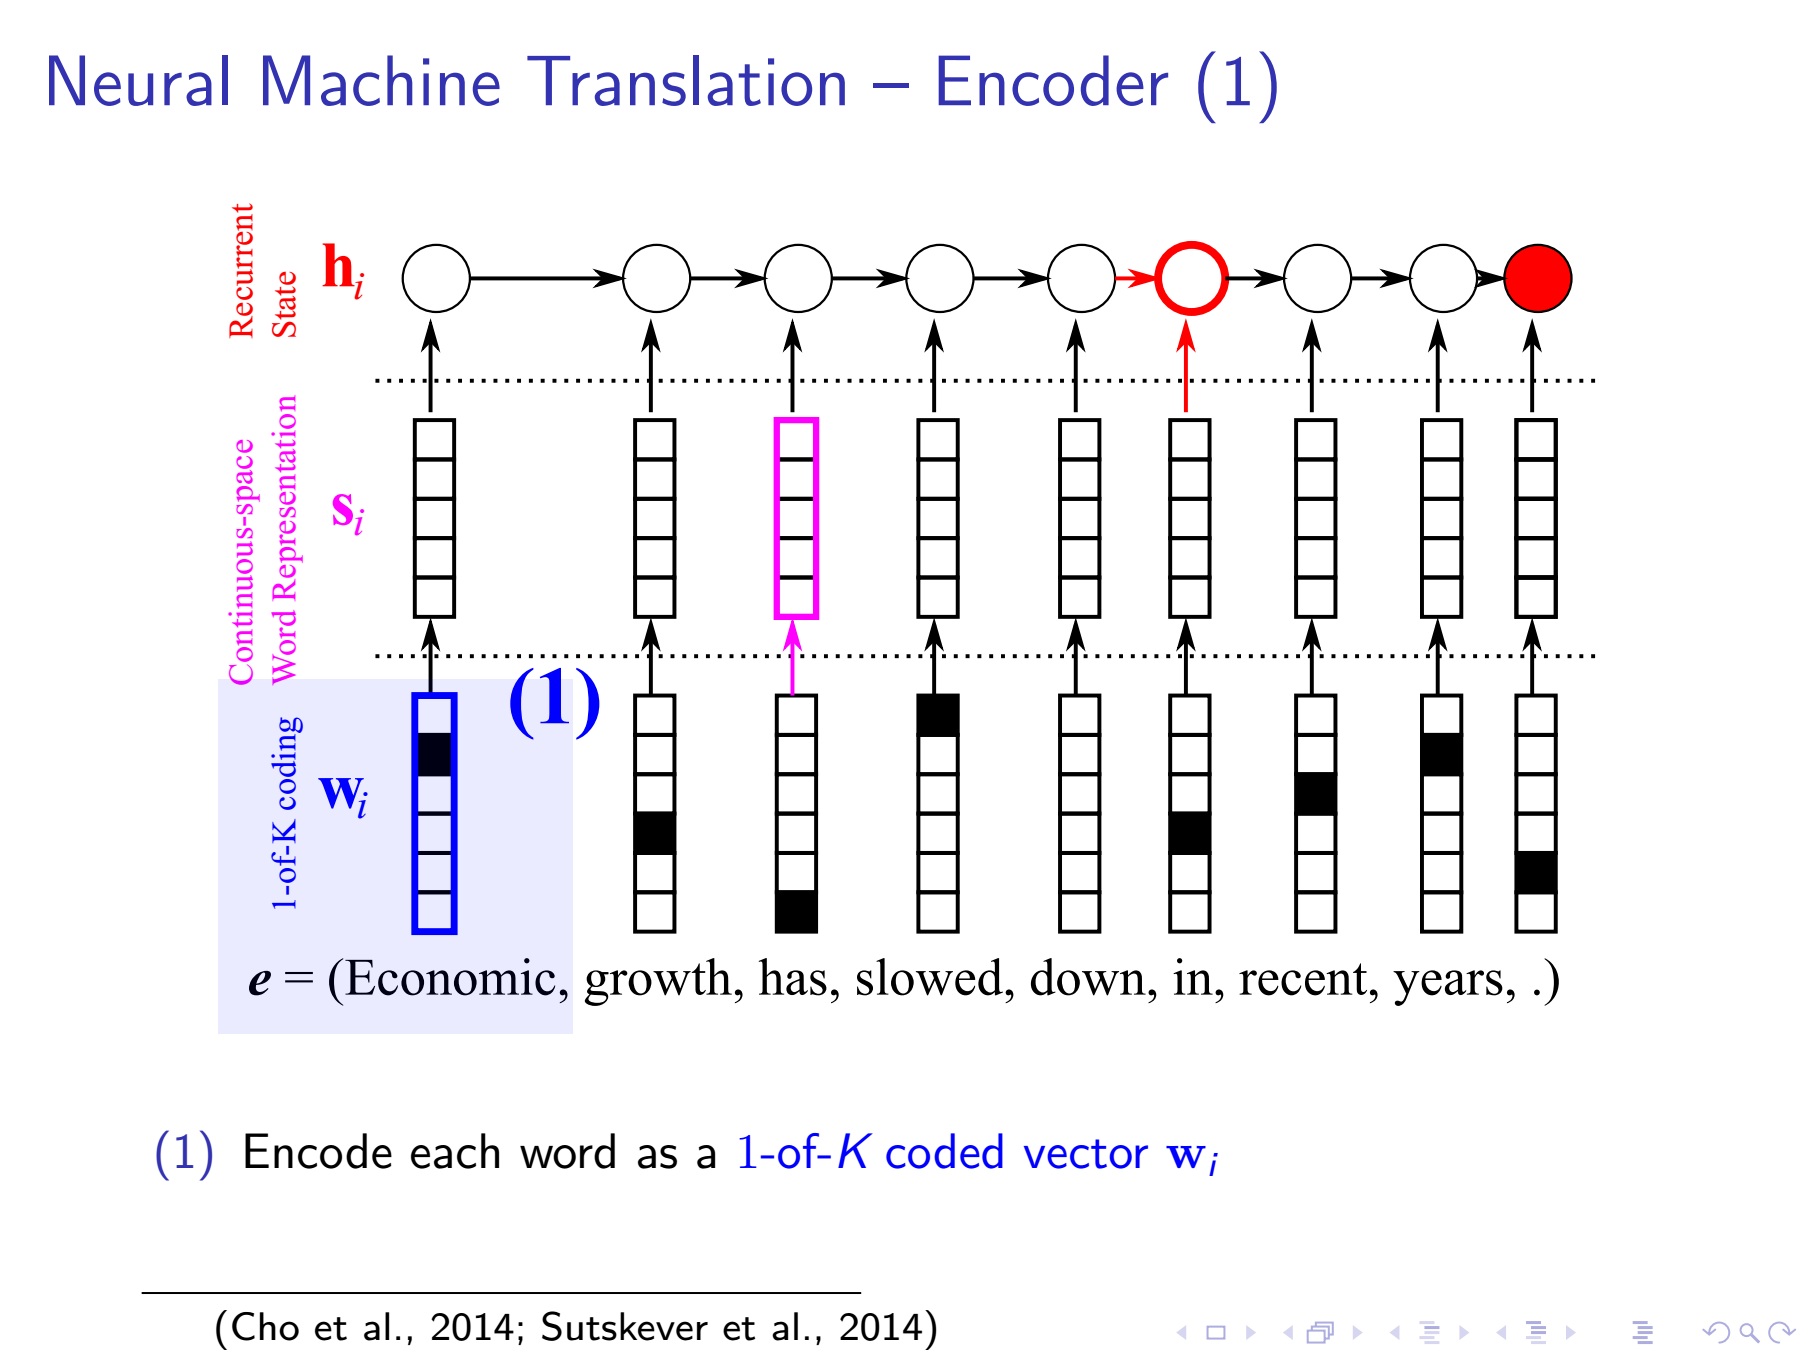 Neural Machine Translation – Encoder (1)
Recurrent
State
h_i
Continuous-space
Word Representation
s_i
(1)
1-of-K coding
w_i
e = (Economic, growth, has, slowed, down, in, recent, years, .)
(1) Encode each word as a 1-of-K coded vector w_i
(Cho et al., 2014; Sutskever et al., 2014)